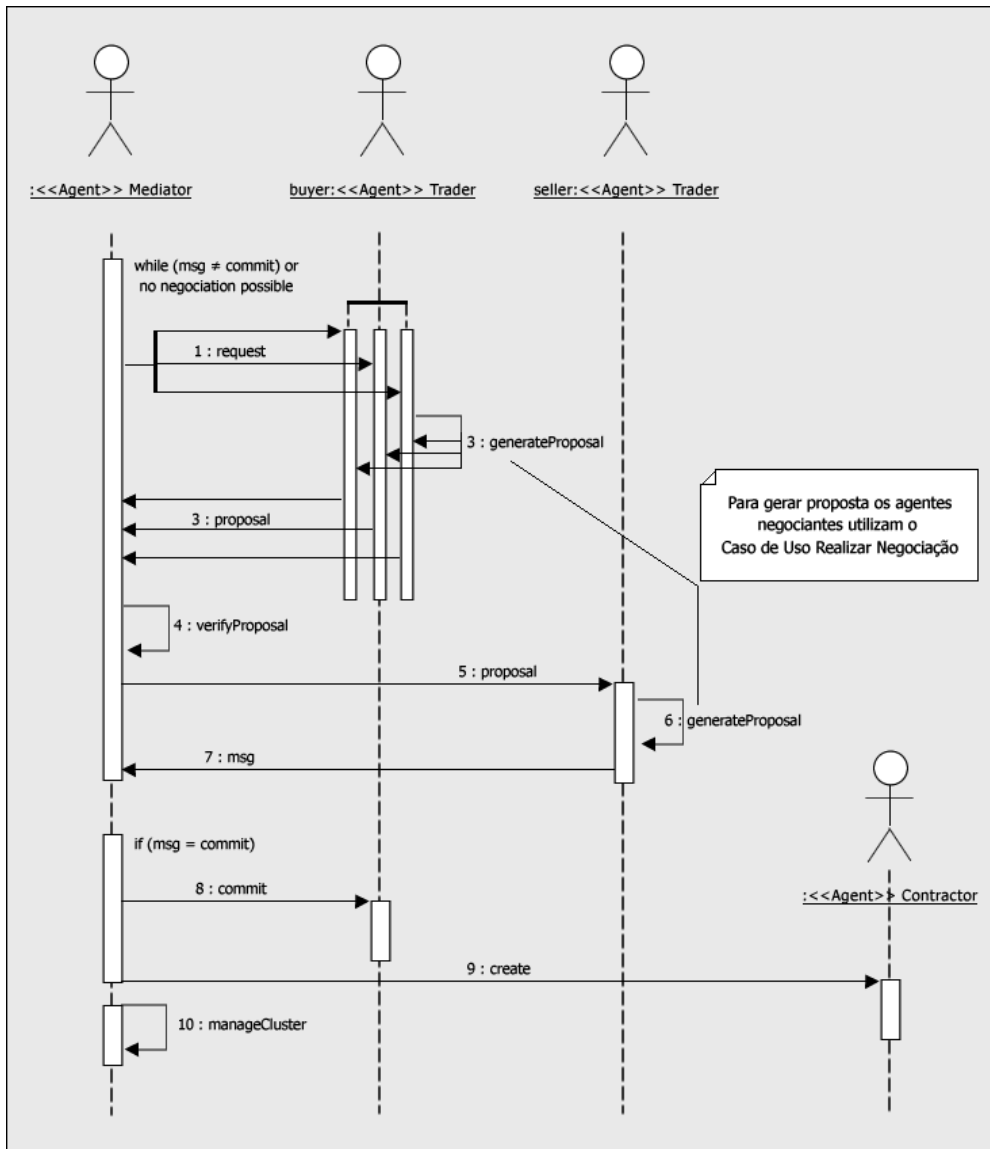 :<<Agent>> Mediator
buyer:<<Agent>> Trader
seller:<<Agent>> Trader
while (msg ≠ commit) or
no negociation possible
1 : request
3 : generateProposal
Para gerar proposta os agentes
negociantes utilizam o
Caso de Uso Realizar Negociação
3 : proposal
4 : verifyProposal
5 : proposal
6 : generateProposal
7 : msg
if (msg = commit)
8 : commit
:<<Agent>> Contractor
9 : create
10 : manageCluster